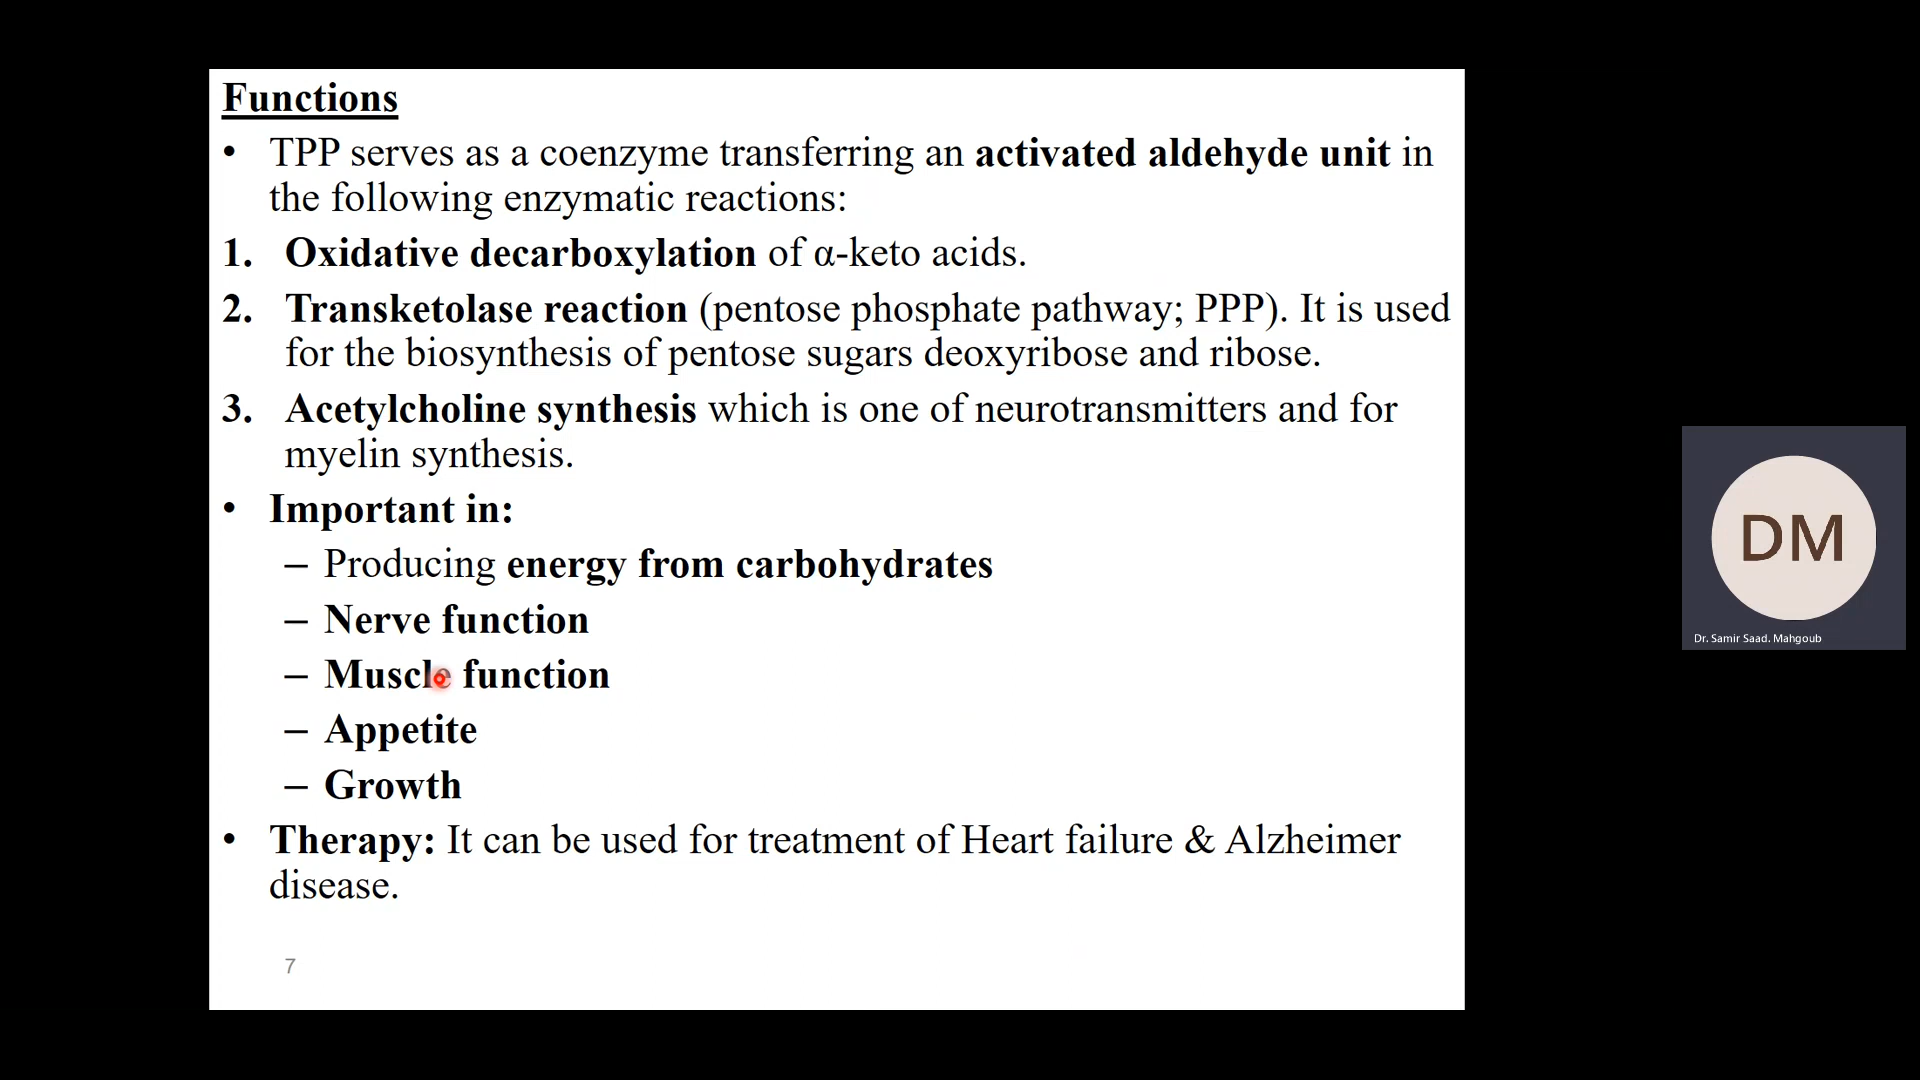 Functions
• TPP serves as a coenzyme transferring an activated aldehyde unit in
the following enzymatic reactions:
1. Oxidative decarboxylation of α-keto acids.
2. Transketolase reaction (pentose phosphate pathway; PPP). It is used
for the biosynthesis of pentose sugars deoxyribose and ribose.
3. Acetylcholine synthesis which is one of neurotransmitters and for
myelin synthesis.
• Important in:
– Producing energy from carbohydrates
– Nerve function
– Muscle function
– Appetite
– Growth
• Therapy: It can be used for treatment of Heart failure & Alzheimer
disease.
7
DM
Dr. Samir Saad. Mahgoub